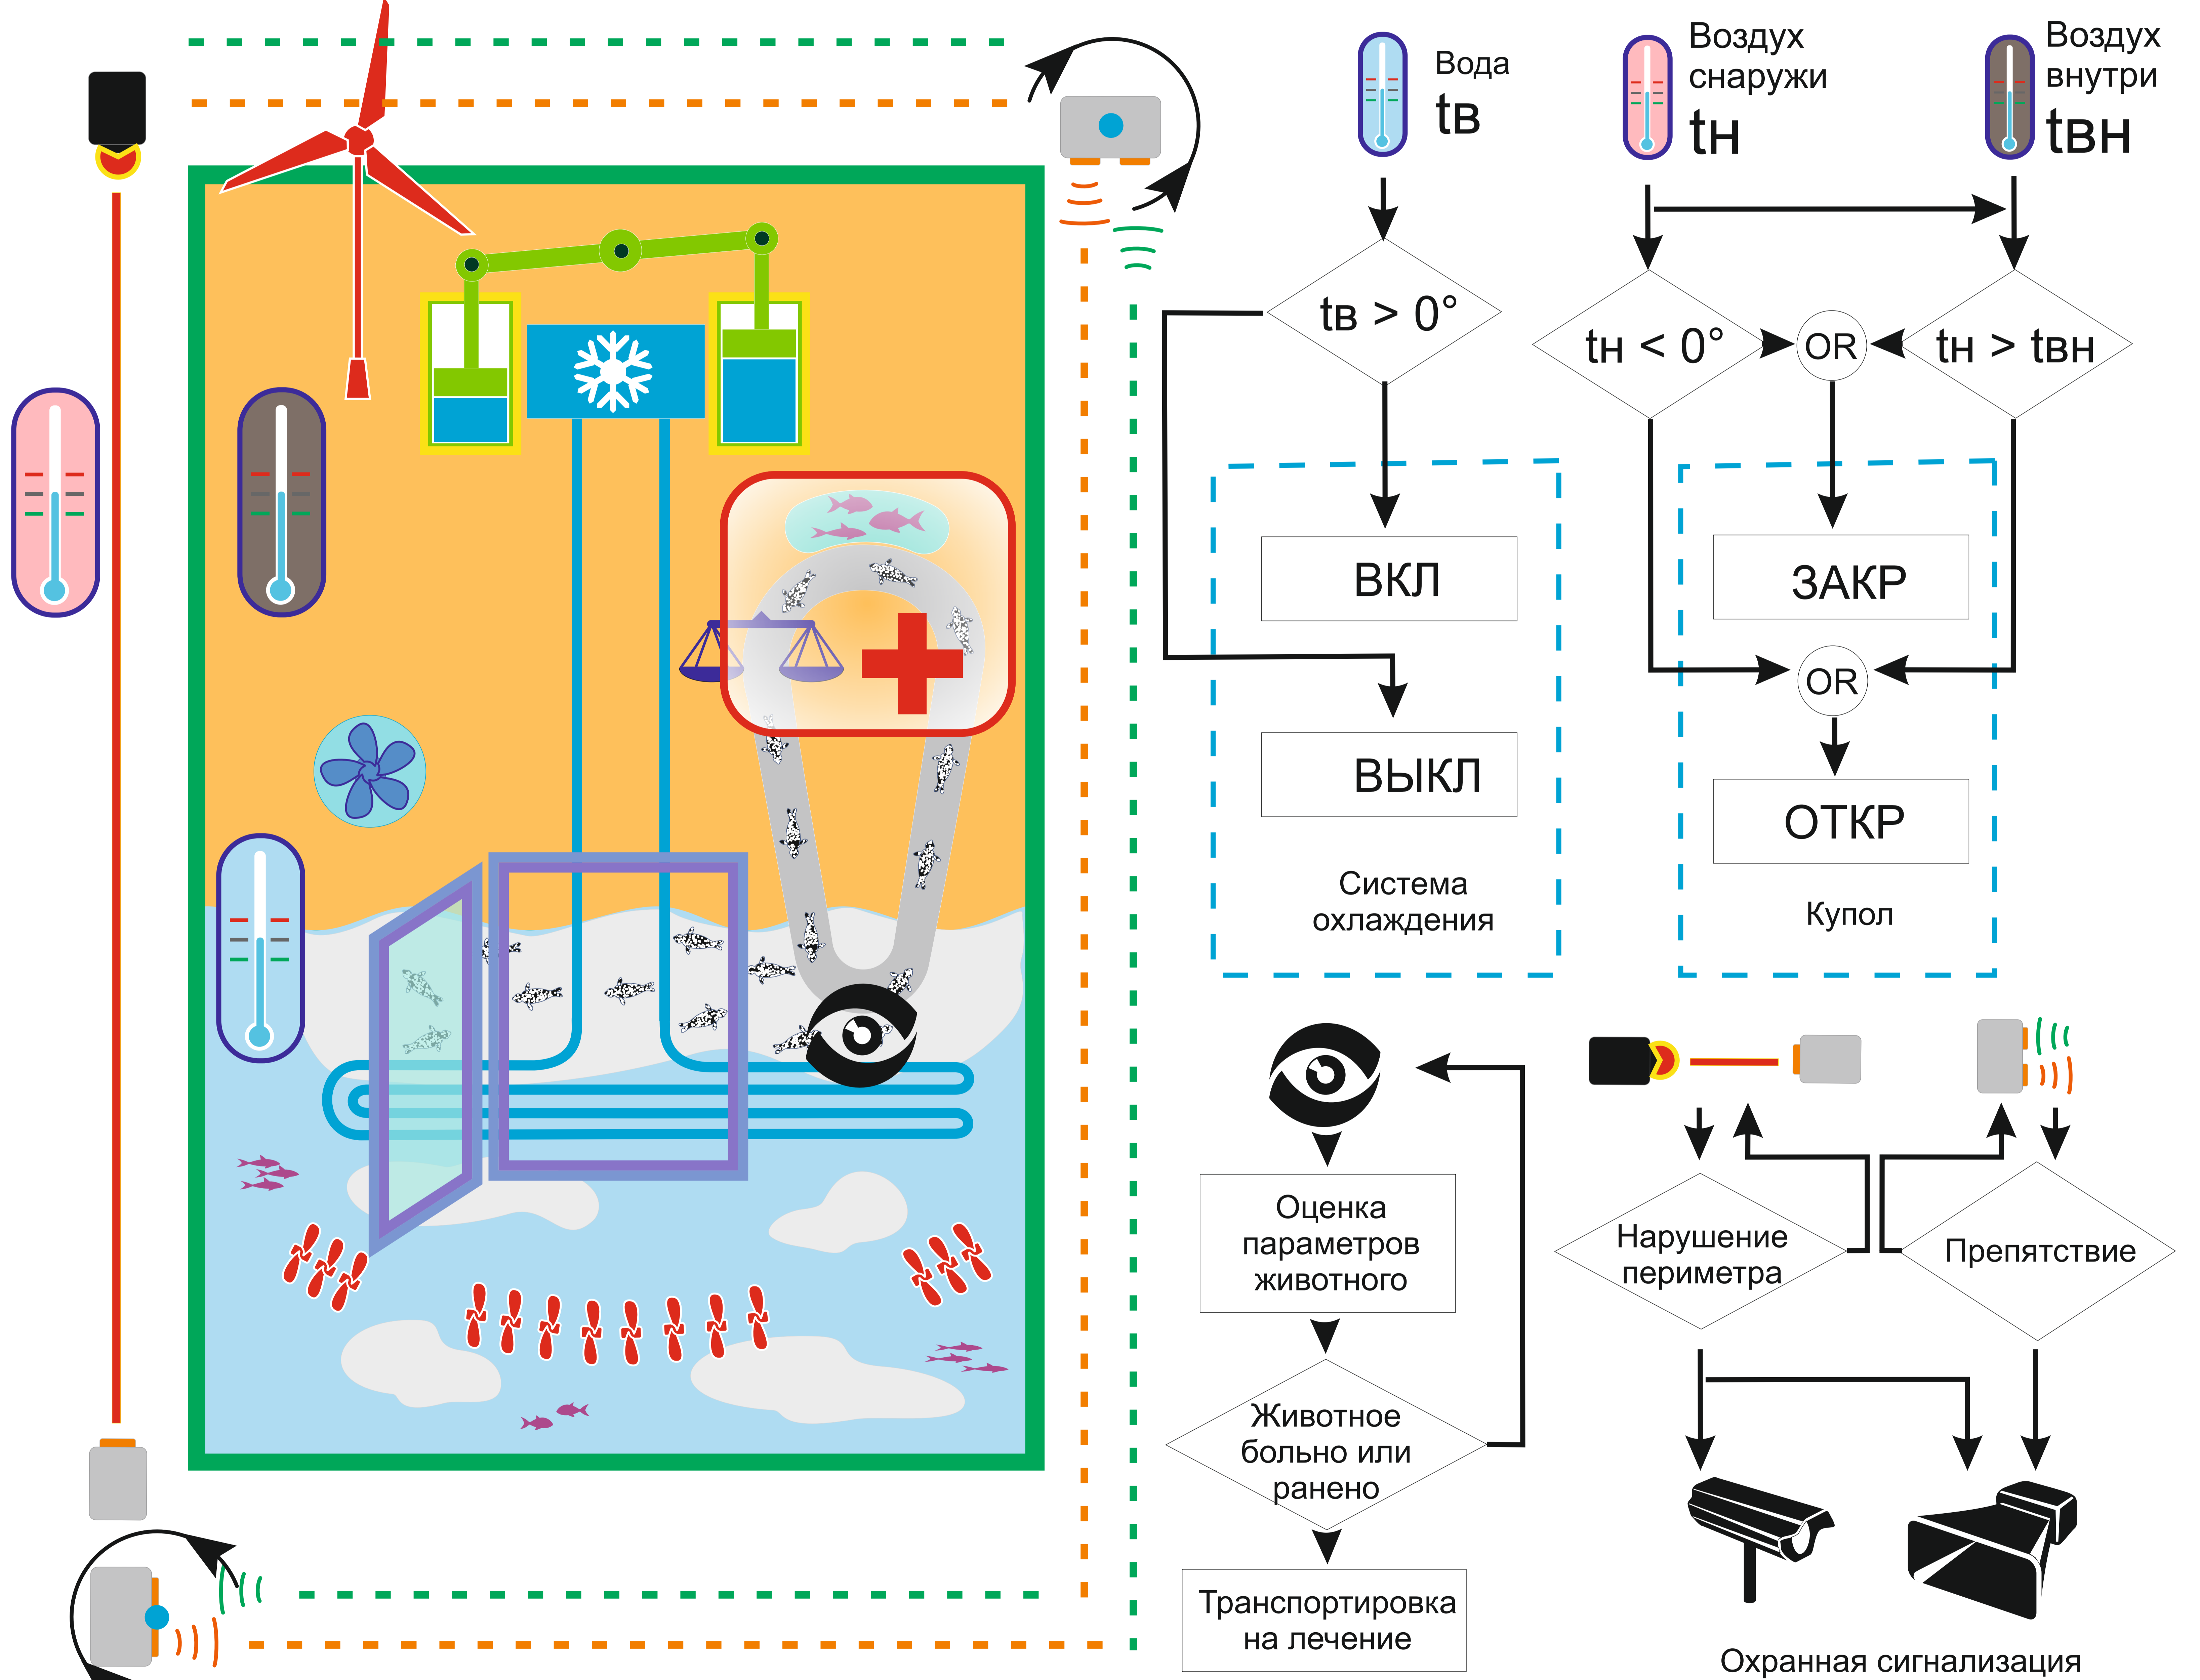 Вода
tв
Воздух
снаружи
tн
Воздух
внутри
tвн
tв > 0°
tн < 0°
OR
tн > tвн
ВКЛ
ВЫКЛ
Система
охлаждения
ЗАКР
OR
ОТКР
Купол
Оценка
параметров
животного
Животное
больно или
ранено
Транспортировка
на лечение
Нарушение
периметра
Препятствие
Охранная сигнализация